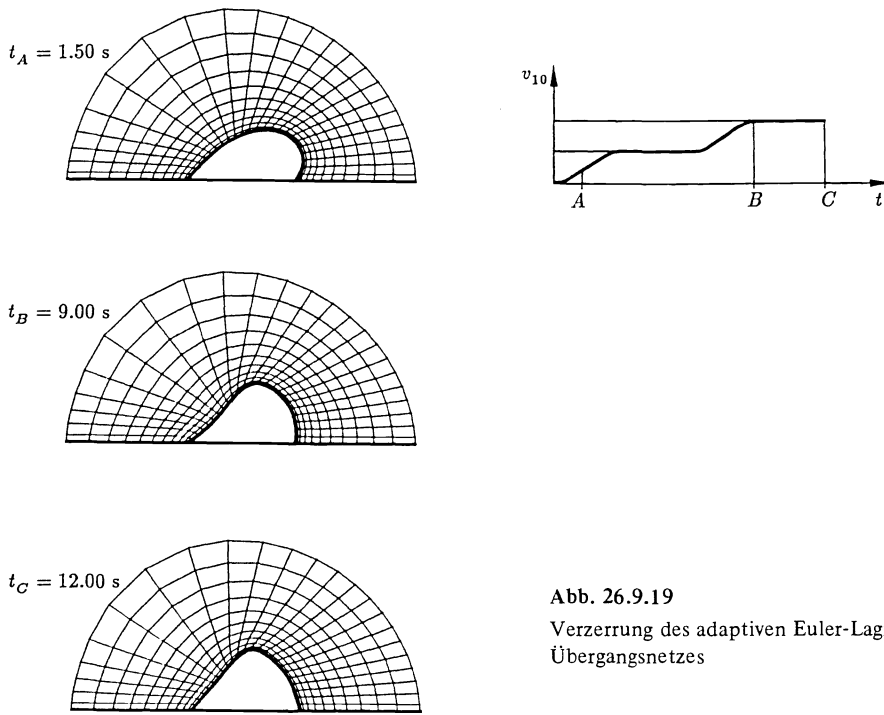 t_A = 1.50 s
v_10
A B C t
t_B = 9.00 s
t_C = 12.00 s
Abb. 26.9.19
Verzerrung des adaptiven Euler-Lag
Übergangsnetzes